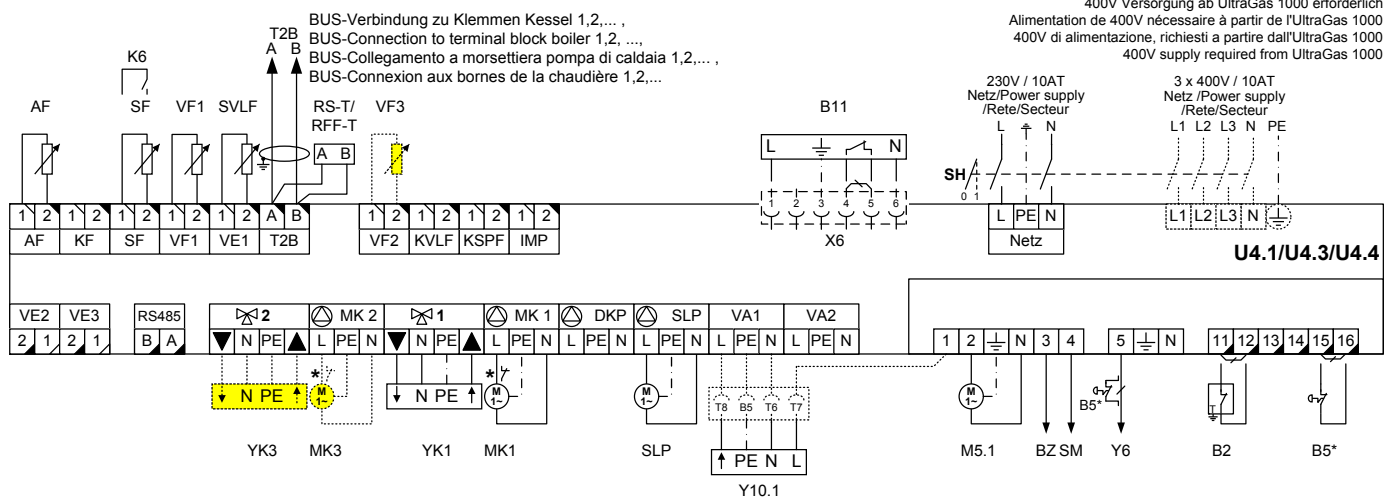 400V Versorgung ab UltraGas 1000 erforderlich
Alimentation de 400V nécessaire à partir de l'UltraGas 1000
400V di alimentazione, richiesti a partire dall'UltraGas 1000
400V supply required from UltraGas 1000
BUS-Verbindung zu Klemmen Kessel 1,2,... ,
BUS-Connection to terminal block boiler 1,2, ...,
BUS-Collegamento a morsettiera pompa di caldaia 1,2,... ,
BUS-Connexion aux bornes de la chaudière 1,2,...
T2B
A B
K6
AF SF VF1 SVLF RS-T/ VF3 B11
RFF-T
A B
230V / 10AT
Netz/Power supply
/Rete/Secteur
L N
3 x 400V / 10AT
Netz /Power supply
/Rete/Secteur
L1 L2 L3 N PE
L N
SH
0 1
1 2 3 4 5 6
X6
1 2 1 2 1 2 1 2 1 2 A B 1 2 1 2 1 2 1 2
AF KF SF VF1 VE1 T2B VF2 KVLF KSPF IMP
L PE N
Netz
L1 L2 L3 N
U4.1/U4.3/U4.4
VE2 VE3 RS485 2 MK 2 1 MK 1 DKP SLP VA1 VA2
2 1 2 1 B A N PE L PE N N PE L PE N L PE N L PE N L PE N L PE N
1 2 N 3 4 5 N 11 12 13 14 15 16
* *
N PE M 1~ N PE M 1~ M 1~ T8 B5 T6 T7 M 1~ B5*
PE N L
YK3 MK3 YK1 MK1 SLP M5.1 BZ SM Y6 B2 B5*
Y10.1